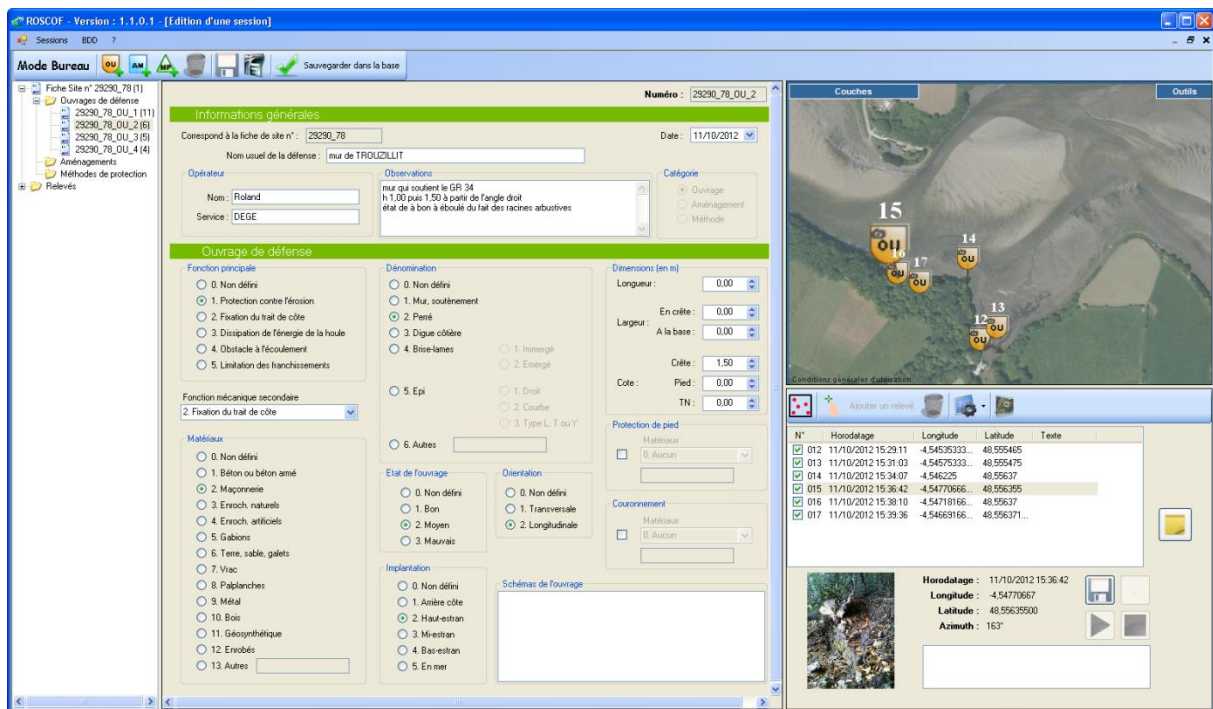 ROSCOF - Version : 1.1.0.1 - [Edition d'une session]
Sessions BDD ?
Mode Bureau OU AM MP Sauvegarder dans la base
Fiche Site n° 29290_78 (1)
Ouvrages de défense
29290_78_OU_1 (11)
29290_78_OU_2 (6)
29290_78_OU_3 (5)
29290_78_OU_4 (4)
Aménagements
Méthodes de protection
Relevés
Numéro : 29290_78_OU_2
Informations générales
Correspond à la fiche de site n° : 29290_78
Date : 11/10/2012
Nom usuel de la défense : mur de TROUZILLIT
Opérateur
Nom : Roland
Service : DEGE
Observations
mur qui soutient le GR 34
h 1,00 puis 1,50 à partir de l'angle droit
état de à bon à éboulé du fait des racines arbustives
Catégorie
Ouvrage
Aménagement
Méthode
Ouvrage de défense
Fonction principale
0. Non défini
1. Protection contre l'érosion
2. Fixation du trait de côte
3. Dissipation de l'énergie de la houle
4. Obstacle à l'écoulement
5. Limitation des franchissements
Fonction mécanique secondaire
2. Fixation du trait de côte
Matériaux
0. Non défini
1. Béton ou béton armé
2. Maçonnerie
3. Enroch. naturels
4. Enroch. artificiels
5. Gabions
6. Terre, sable, galets
7. Vrac
8. Palplanches
9. Métal
10. Bois
11. Géosynthétique
12. Enrobés
13. Autres
Dénomination
0. Non défini
1. Mur, soutènement
2. Perré
3. Digue côtière
4. Brise-lames
1. Immergé
2. Emergé
5. Epi
1. Droit
2. Courbe
3. Type L, T ou Y
6. Autres
Etat de l'ouvrage
0. Non défini
1. Bon
2. Moyen
3. Mauvais
Orientation
0. Non défini
1. Transversale
2. Longitudinale
Implantation
0. Non défini
1. Arrière côte
2. Haut-estran
3. Mi-estran
4. Bas-estran
5. En mer
Dimensions (en m)
Longueur : 0,00
Largeur :
En crête : 0,00
A la base : 0,00
Cote :
Crête : 1,50
Pied : 0,00
TN : 0,00
Protection de pied
Matériaux
0. Aucun
Couronnement
Matériaux
0. Aucun
Schémas de l'ouvrage
Couches
Outils
15
OU
16
OU
17
OU
14
OU
13
OU
12
OU
Conditions générales d'utilisation
Ajouter un relevé
N° Horodatage Longitude Latitude Texte
012 11/10/2012 15:29:11 -4,54535333... 48,555465
013 11/10/2012 15:31:03 -4,54575333... 48,555475
014 11/10/2012 15:34:07 -4,546225 48,55637
015 11/10/2012 15:36:42 -4,54770666... 48,556355
016 11/10/2012 15:38:10 -4,54718166... 48,55637
017 11/10/2012 15:39:36 -4,54669166... 48,556371...
Horodatage : 11/10/2012 15:36:42
Longitude : -4,54770667
Latitude : 48,55635500
Azimuth : 163°